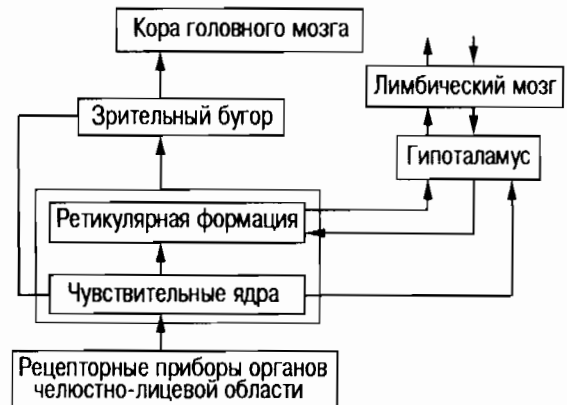 Кора головного мозга
Лимбический мозг
Зрительный бугор
Гипоталамус
Ретикулярная формация
Чувствительные ядра
Рецепторные приборы органов
челюстно-лицевой области